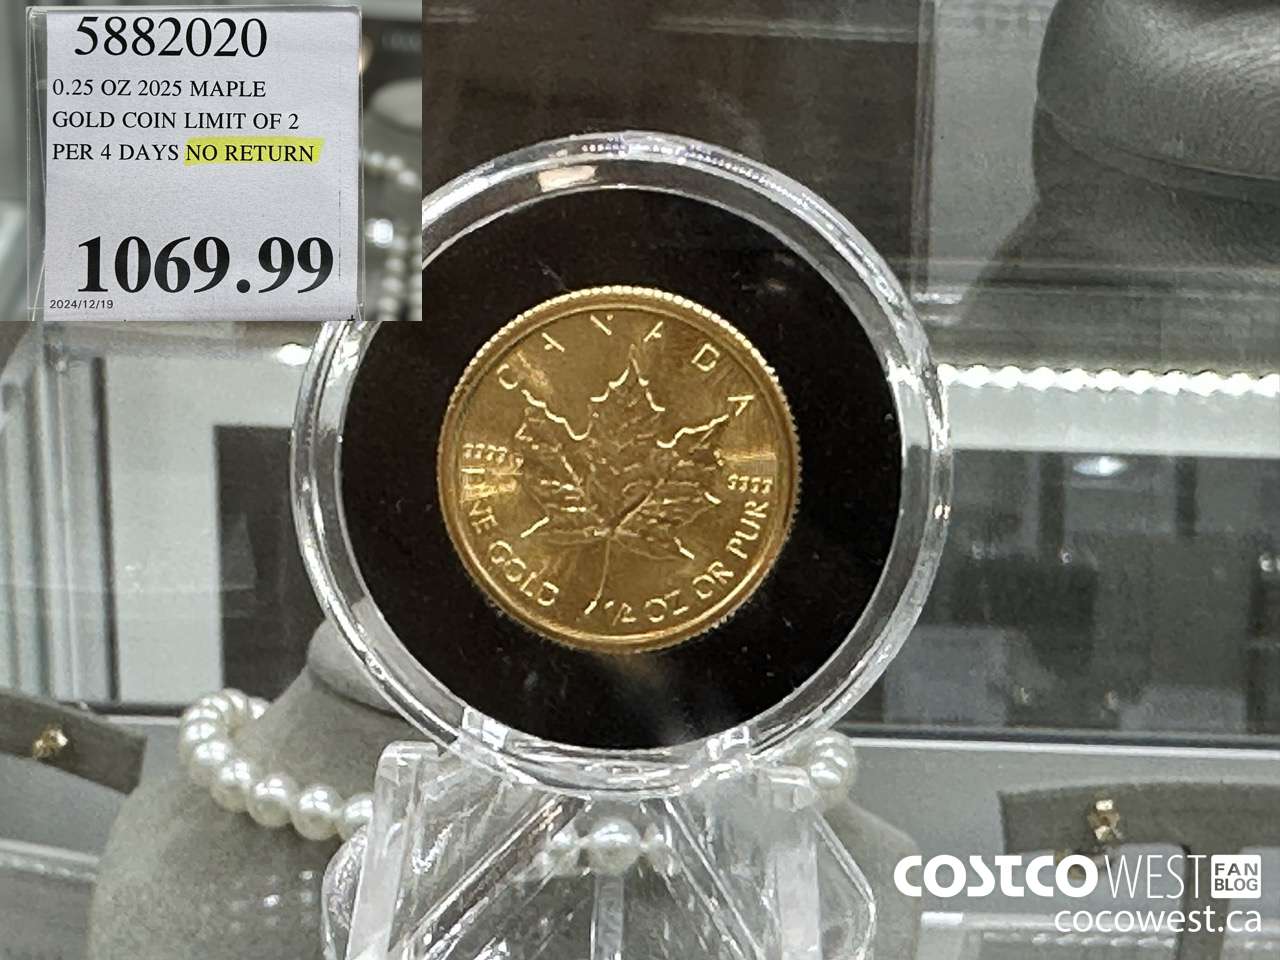 5882020
0.25 OZ 2025 MAPLE
GOLD COIN LIMIT OF 2
PER 4 DAYS NO RETURN
1069.99
2024/12/19
CANADA
9999
9999
FINE GOLD 1/4 OZ OR PUR
COSTCO WEST FAN BLOG
cocowest.ca